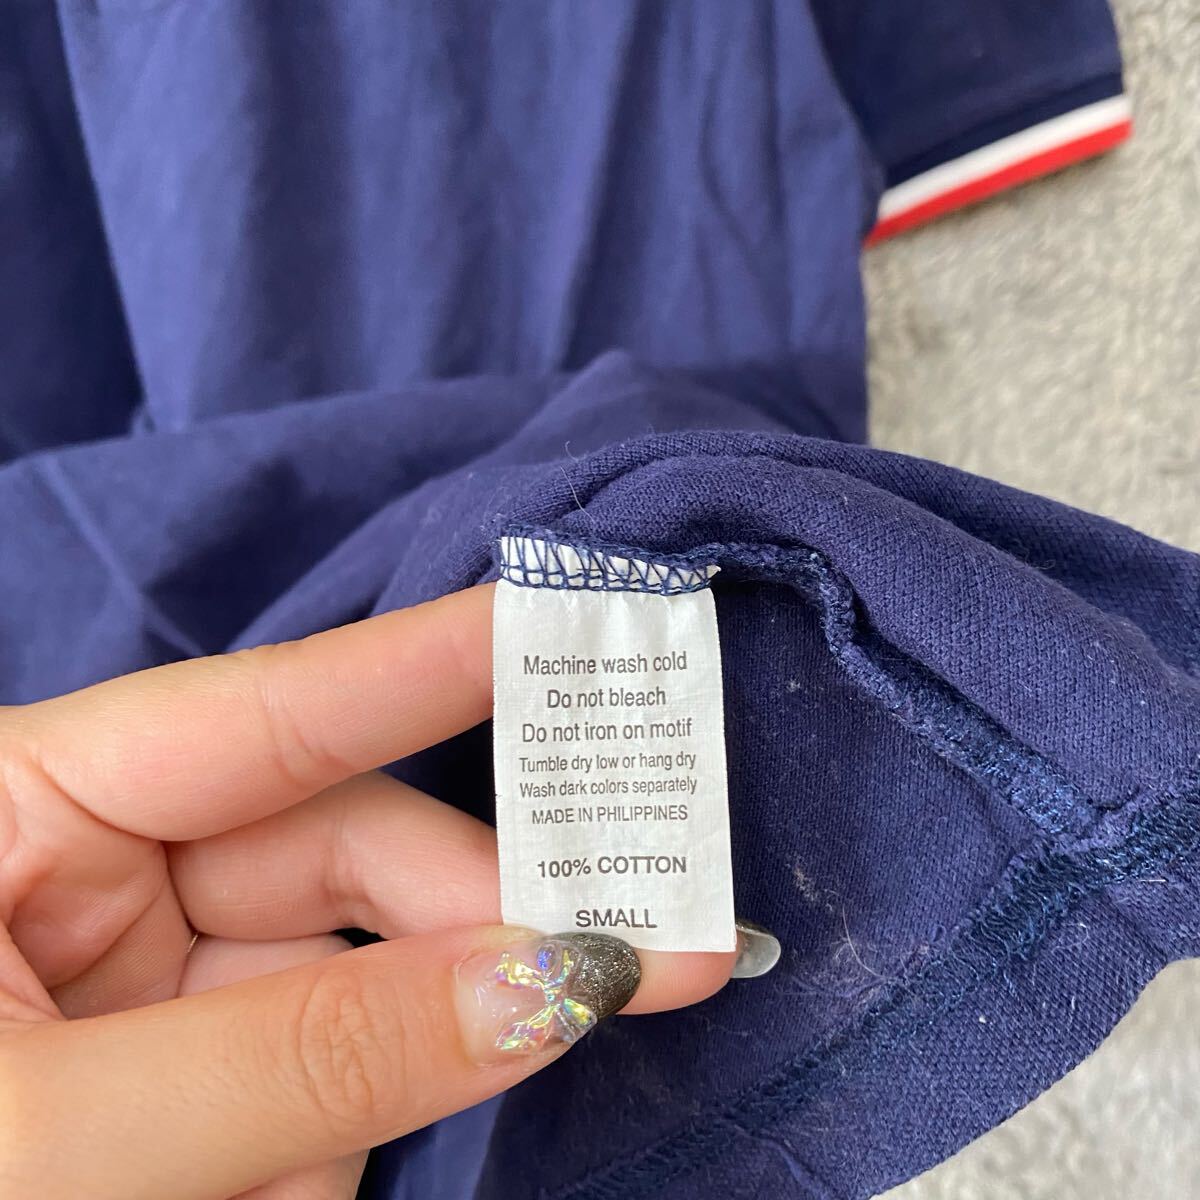 Machine wash cold
Do not bleach
Do not iron on motif
Tumble dry low or hang dry
Wash dark colors separately
MADE IN PHILIPPINES
100% COTTON
SMALL